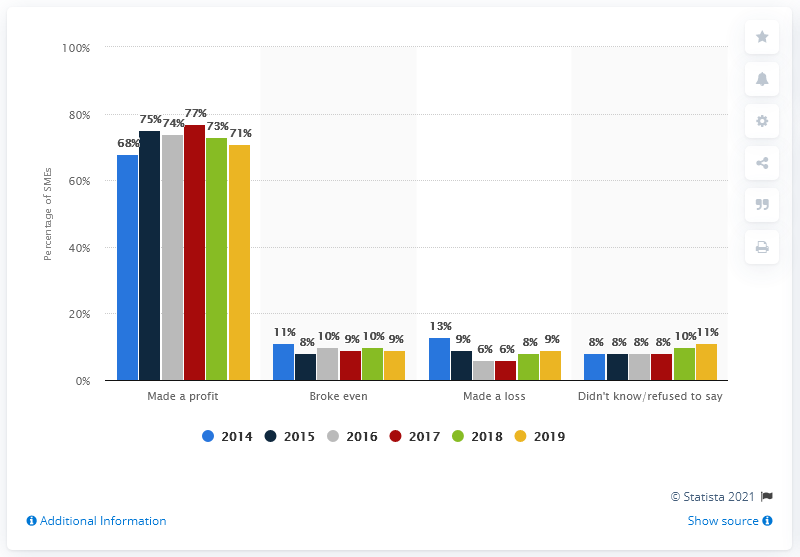 100%
80%
60%
40%
20%
0%
Percentage of SMEs
68% 75% 74% 77% 73% 71%
11% 8% 10% 9% 10% 9%
13% 9% 6% 6% 8% 9%
8% 8% 8% 8% 10% 11%
Made a profit Broke even Made a loss Didn't know/refused to say
2014 2015 2016 2017 2018 2019
© Statista 2021
Additional Information Show source